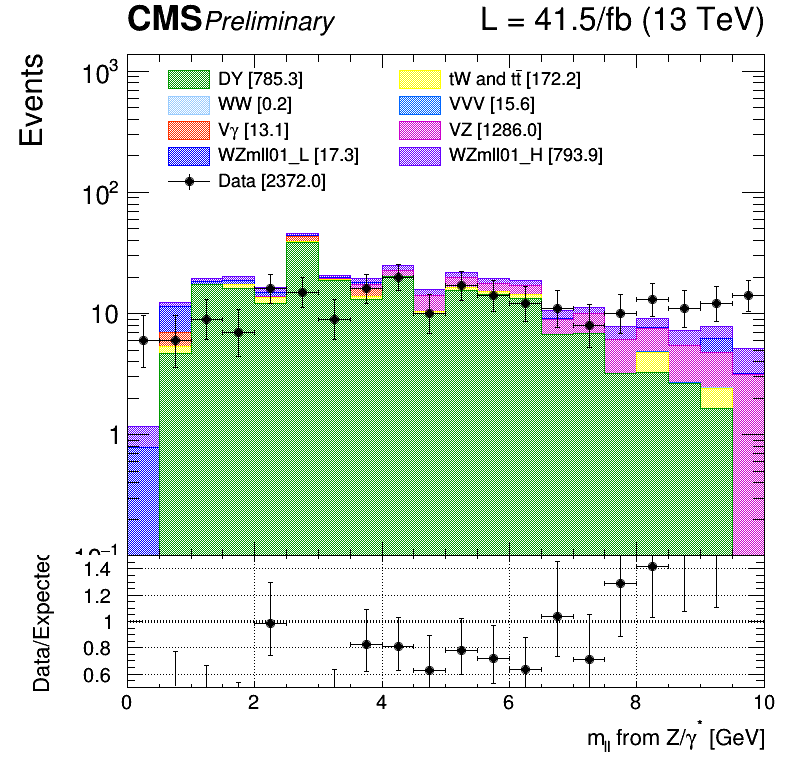 CMS Preliminary L = 41.5/fb (13 TeV)
Events
10³
10²
10
1
10⁻¹
DY [785.3]
tW and tt̄ [172.2]
WW [0.2]
VVV [15.6]
Vγ [13.1]
VZ [1286.0]
WZmll01_L [17.3]
WZmll01_H [793.9]
Data [2372.0]
Data/Expected
1.4
1.2
1
0.8
0.6
0 2 4 6 8 10
m_ll from Z/γ* [GeV]